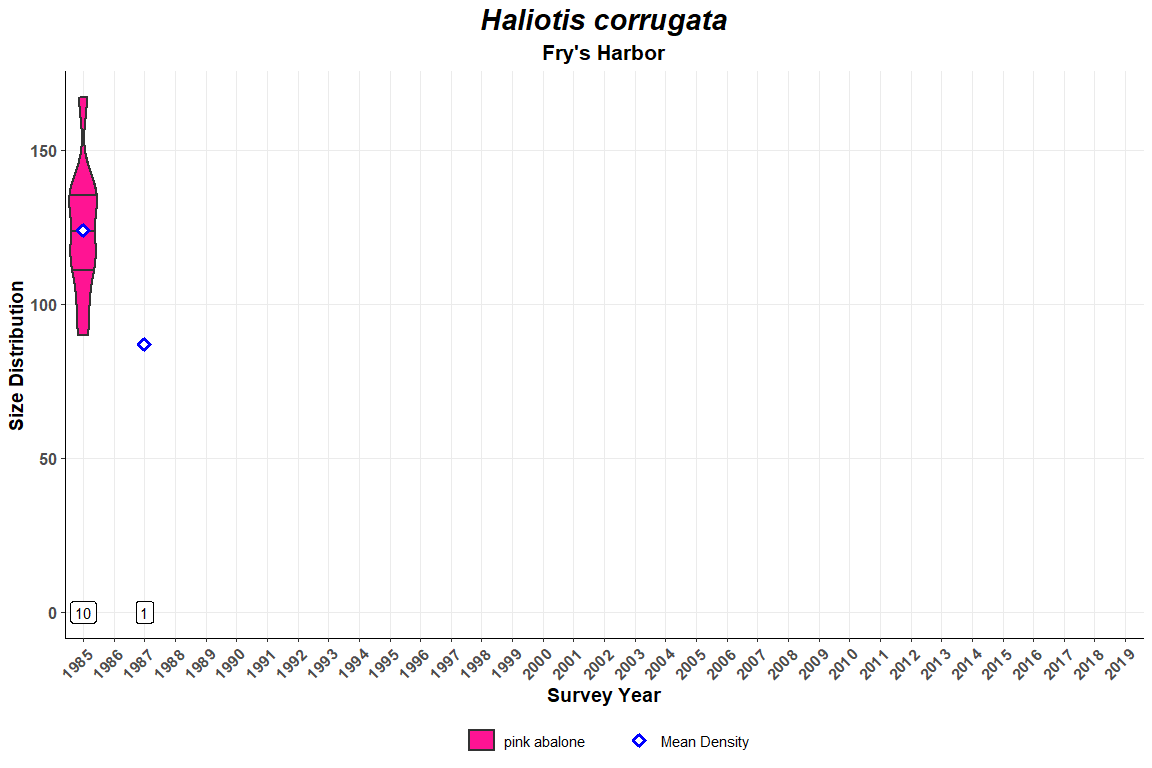 Haliotis corrugata
Fry's Harbor
Size Distribution
150
100
50
0
10
1
1985 1986 1987 1988 1989 1990 1991 1992 1993 1994 1995 1996 1997 1998 1999 2000 2001 2002 2003 2004 2005 2006 2007 2008 2009 2010 2011 2012 2013 2014 2015 2016 2017 2018 2019
Survey Year
pink abalone Mean Density